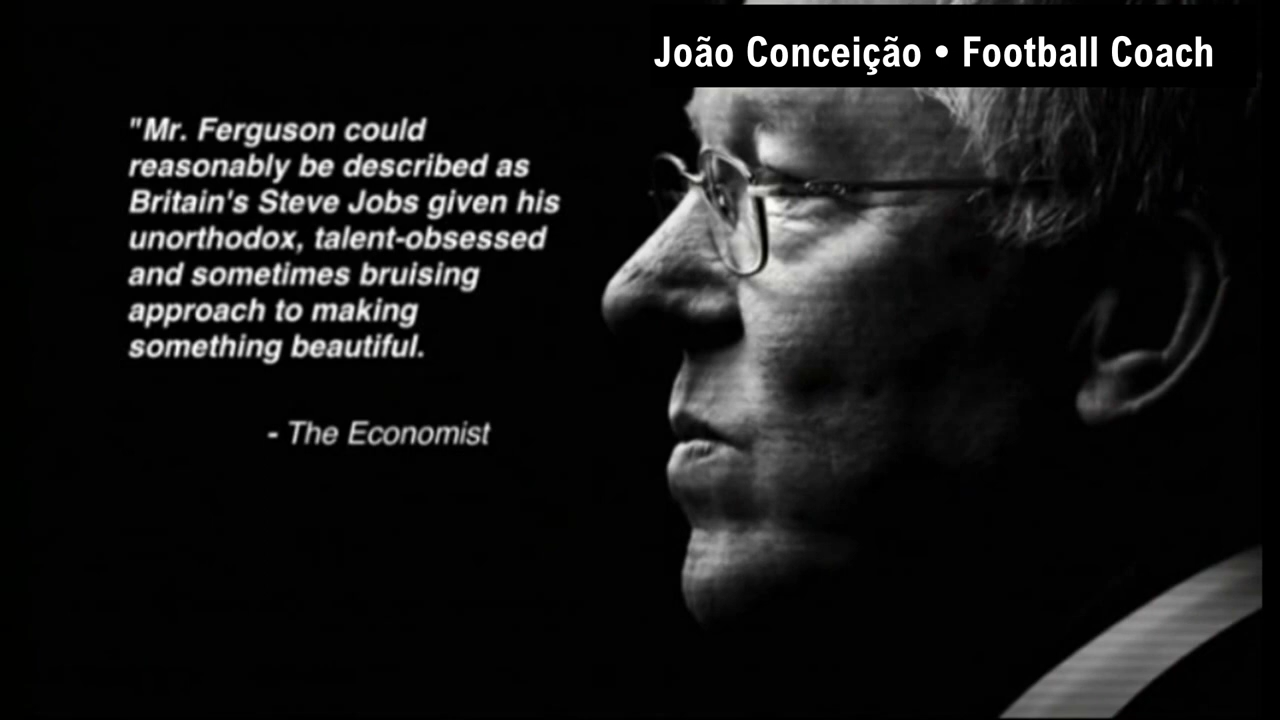 João Conceição • Football Coach
"Mr. Ferguson could
reasonably be described as
Britain's Steve Jobs given his
unorthodox, talent-obsessed
and sometimes bruising
approach to making
something beautiful.
- The Economist